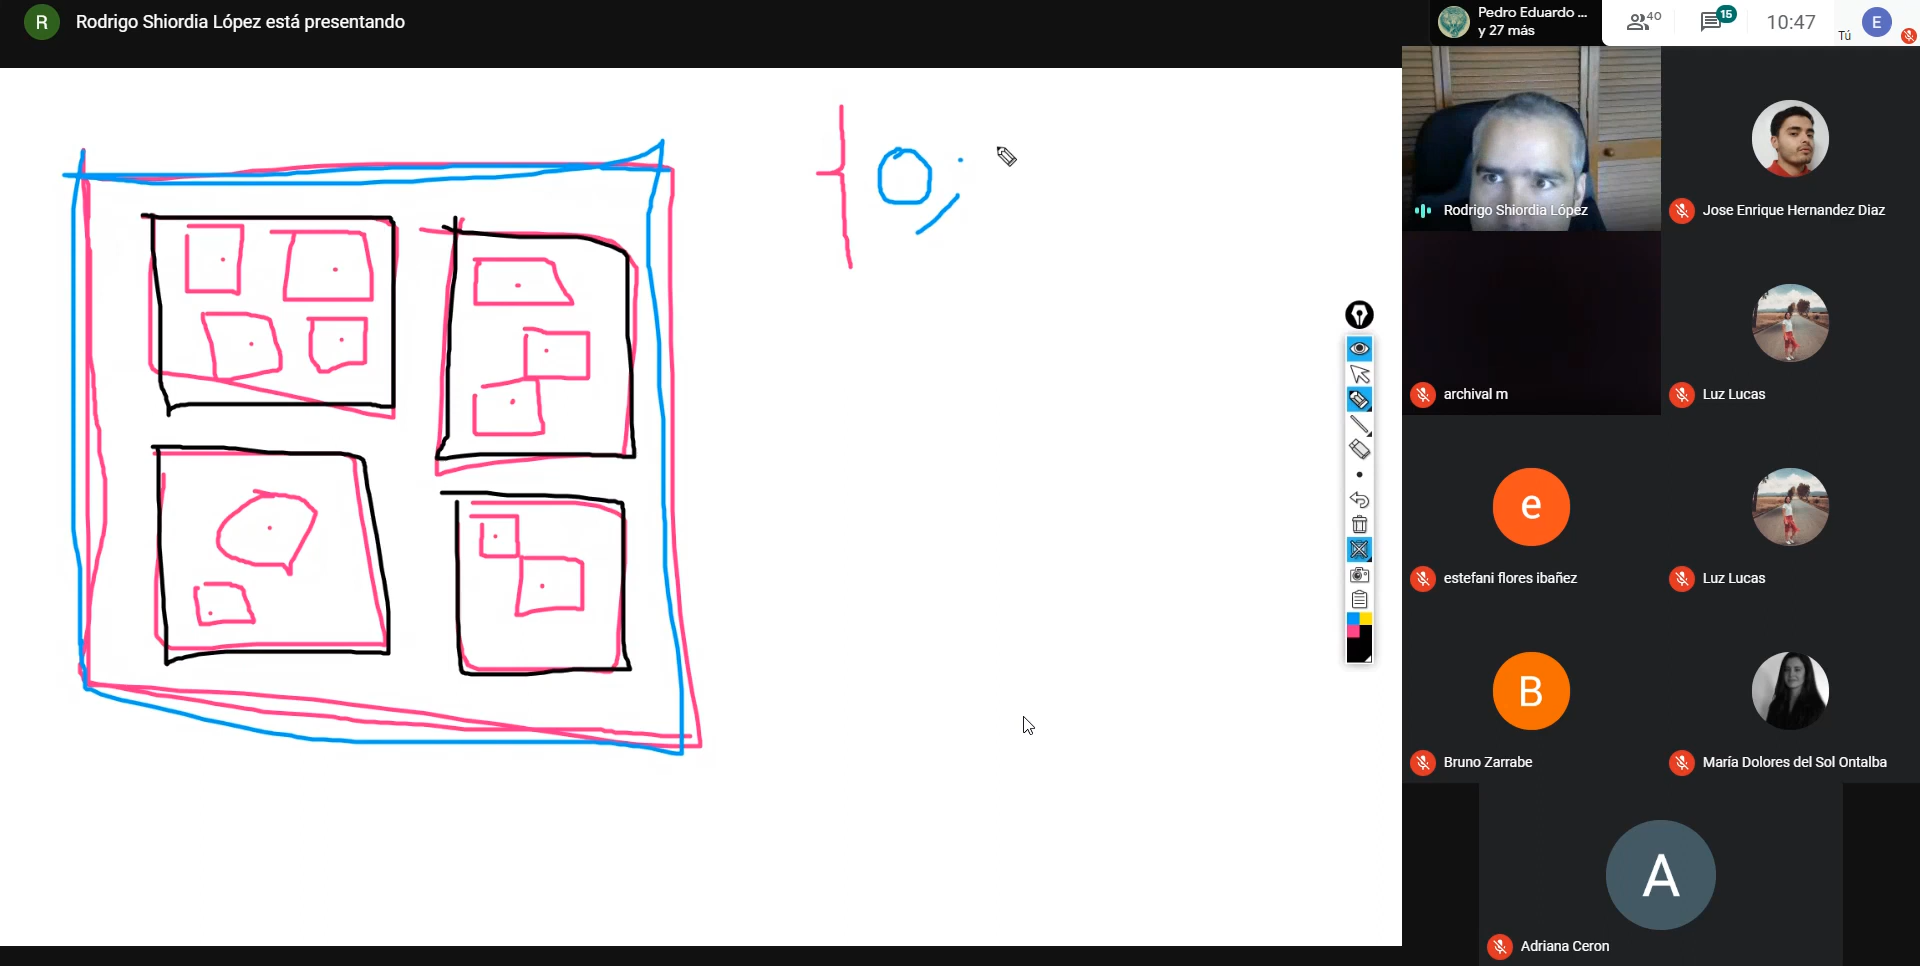 R
Rodrigo Shiordia López está presentando
Pedro Eduardo ...
y 27 más
40
15
10:47
Tú
E
Rodrigo Shiordia López
Jose Enrique Hernandez Diaz
archival m
Luz Lucas
e
estefani flores ibañez
Luz Lucas
B
Bruno Zarrabe
María Dolores del Sol Ontalba
A
Adriana Ceron